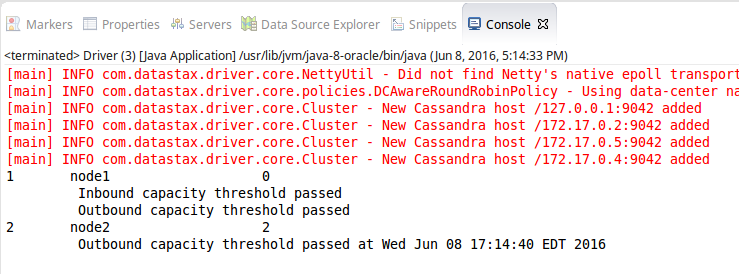 Markers Properties Servers Data Source Explorer Snippets Console
<terminated> Driver (3) [Java Application] /usr/lib/jvm/java-8-oracle/bin/java (Jun 8, 2016, 5:14:33 PM)
[main] INFO com.datastax.driver.core.NettyUtil - Did not find Netty's native epoll transport
[main] INFO com.datastax.driver.core.policies.DCAwareRoundRobinPolicy - Using data-center na
[main] INFO com.datastax.driver.core.Cluster - New Cassandra host /127.0.0.1:9042 added
[main] INFO com.datastax.driver.core.Cluster - New Cassandra host /172.17.0.2:9042 added
[main] INFO com.datastax.driver.core.Cluster - New Cassandra host /172.17.0.5:9042 added
[main] INFO com.datastax.driver.core.Cluster - New Cassandra host /172.17.0.4:9042 added
1 node1 0
Inbound capacity threshold passed
Outbound capacity threshold passed
2 node2 2
Outbound capacity threshold passed at Wed Jun 08 17:14:40 EDT 2016